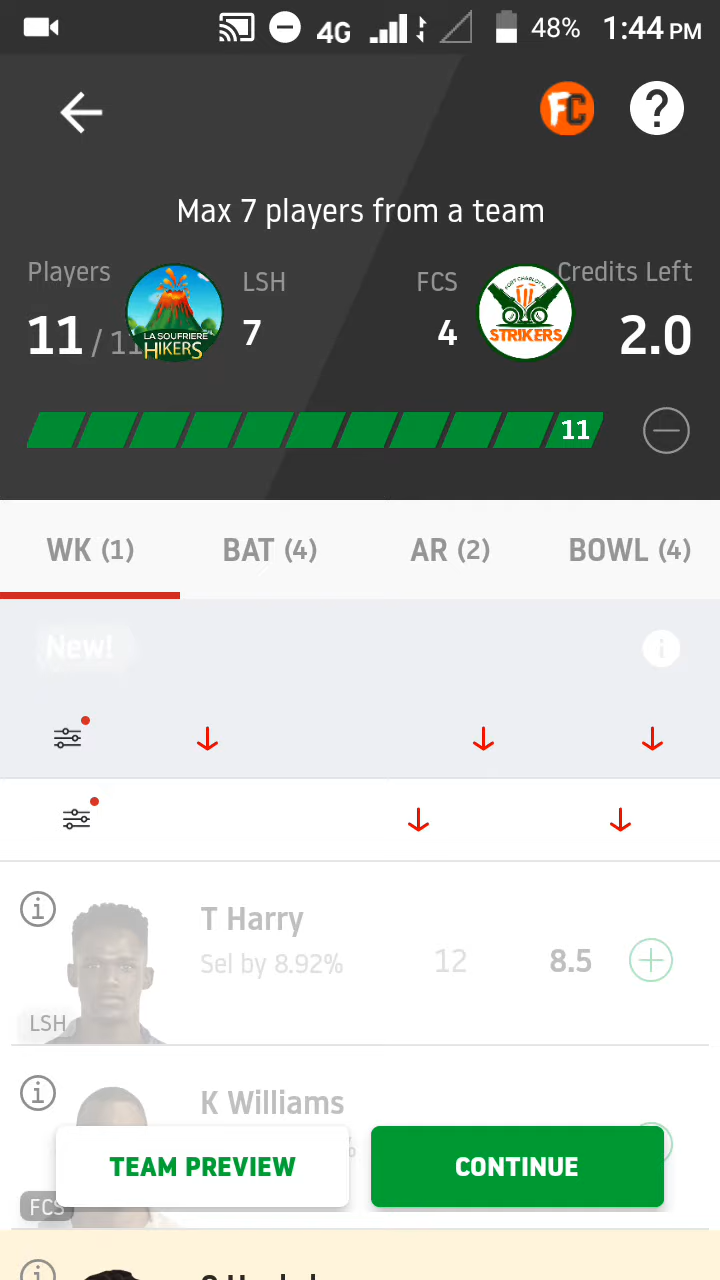 4G 48% 1:44 PM
FC ?
Max 7 players from a team
Players LSH FCS Credits Left
11 / 11 7 4 2.0
LA SOUFRIERE
HIKERS
FORT CHARLOTTE
STRIKERS
11
WK (1) BAT (4) AR (2) BOWL (4)
New!
T Harry
Sel by 8.92% 12 8.5
LSH
K Williams
TEAM PREVIEW CONTINUE
FCS